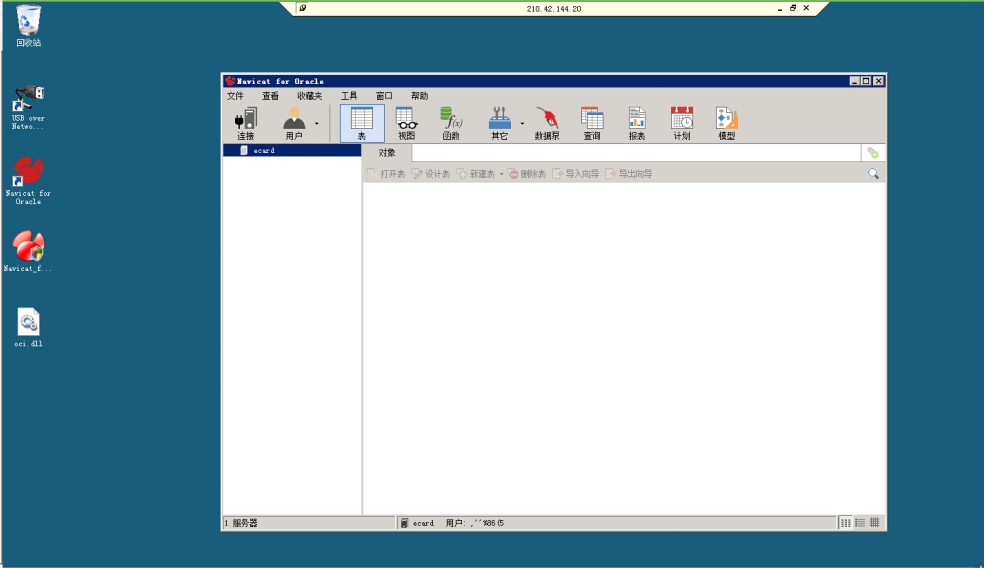 210.42.144.20
回收站
USB over
Netwo...
Navicat for
Oracle
Navicat_f...
oci.dll
Navicat for Oracle
文件 查看 收藏夹 工具 窗口 帮助
连接 用户 表 视图 函数 其它 数据泵 查询 报表 计划 模型
f(x)
ecard
对象
打开表 设计表 新建表 删除表 导入向导 导出向导
1 服务器
ecard 用户: ,''%86(5